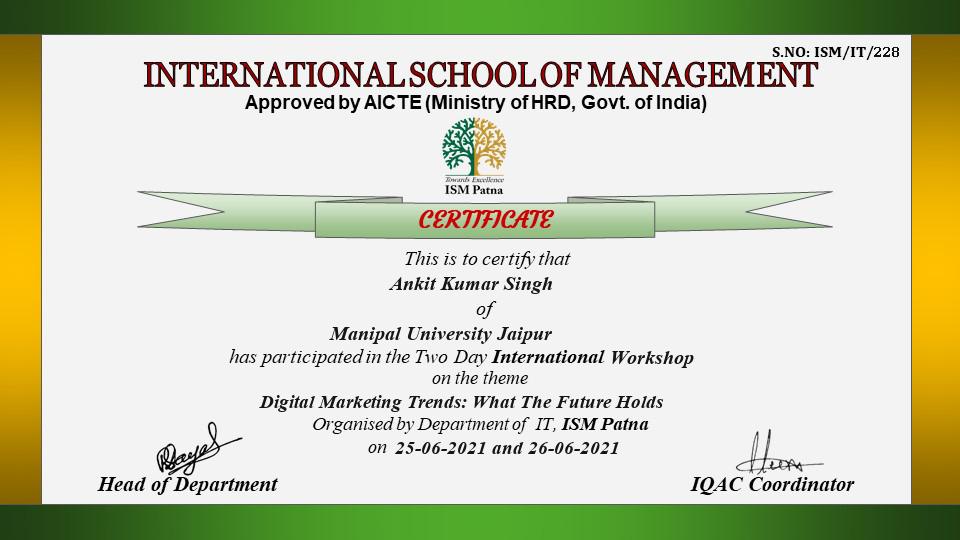 S.NO: ISM/IT/228
INTERNATIONAL SCHOOL OF MANAGEMENT
Approved by AICTE (Ministry of HRD, Govt. of India)
Towards Excellence
ISM Patna
CERTIFICATE
This is to certify that
Ankit Kumar Singh
of
Manipal University Jaipur
has participated in the Two Day International Workshop
on the theme
Digital Marketing Trends: What The Future Holds
Organised by Department of IT, ISM Patna
on 25-06-2021 and 26-06-2021
Head of Department
IQAC Coordinator